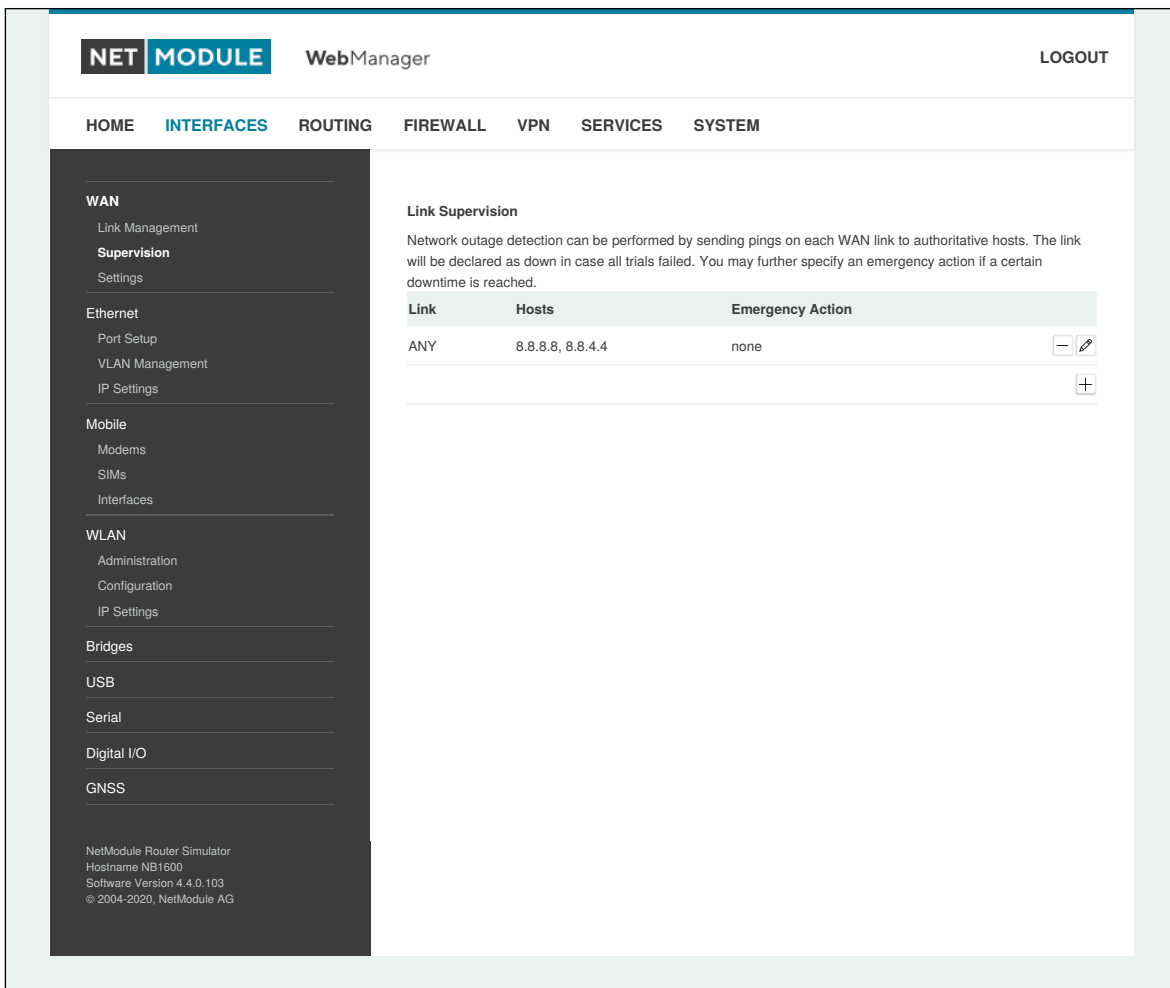 NET MODULE WebManager LOGOUT
HOME INTERFACES ROUTING FIREWALL VPN SERVICES SYSTEM
WAN
Link Management
Supervision
Settings
Ethernet
Port Setup
VLAN Management
IP Settings
Mobile
Modems
SIMs
Interfaces
WLAN
Administration
Configuration
IP Settings
Bridges
USB
Serial
Digital I/O
GNSS
NetModule Router Simulator
Hostname NB1600
Software Version 4.4.0.103
© 2004-2020, NetModule AG
Link Supervision
Network outage detection can be performed by sending pings on each WAN link to authoritative hosts. The link
will be declared as down in case all trials failed. You may further specify an emergency action if a certain
downtime is reached.
Link Hosts Emergency Action
ANY 8.8.8.8, 8.8.4.4 none